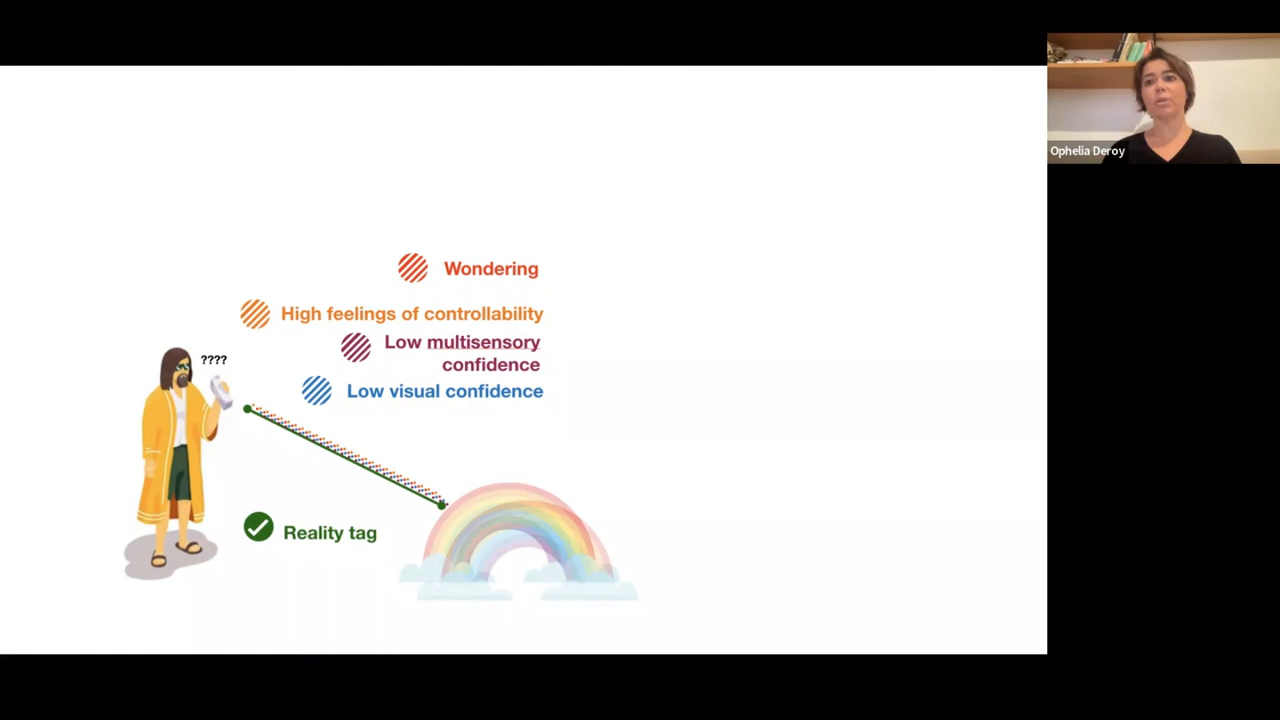 Ophelia Deroy
Wondering
High feelings of controllability
Low multisensory
confidence
????
Low visual confidence
Reality tag